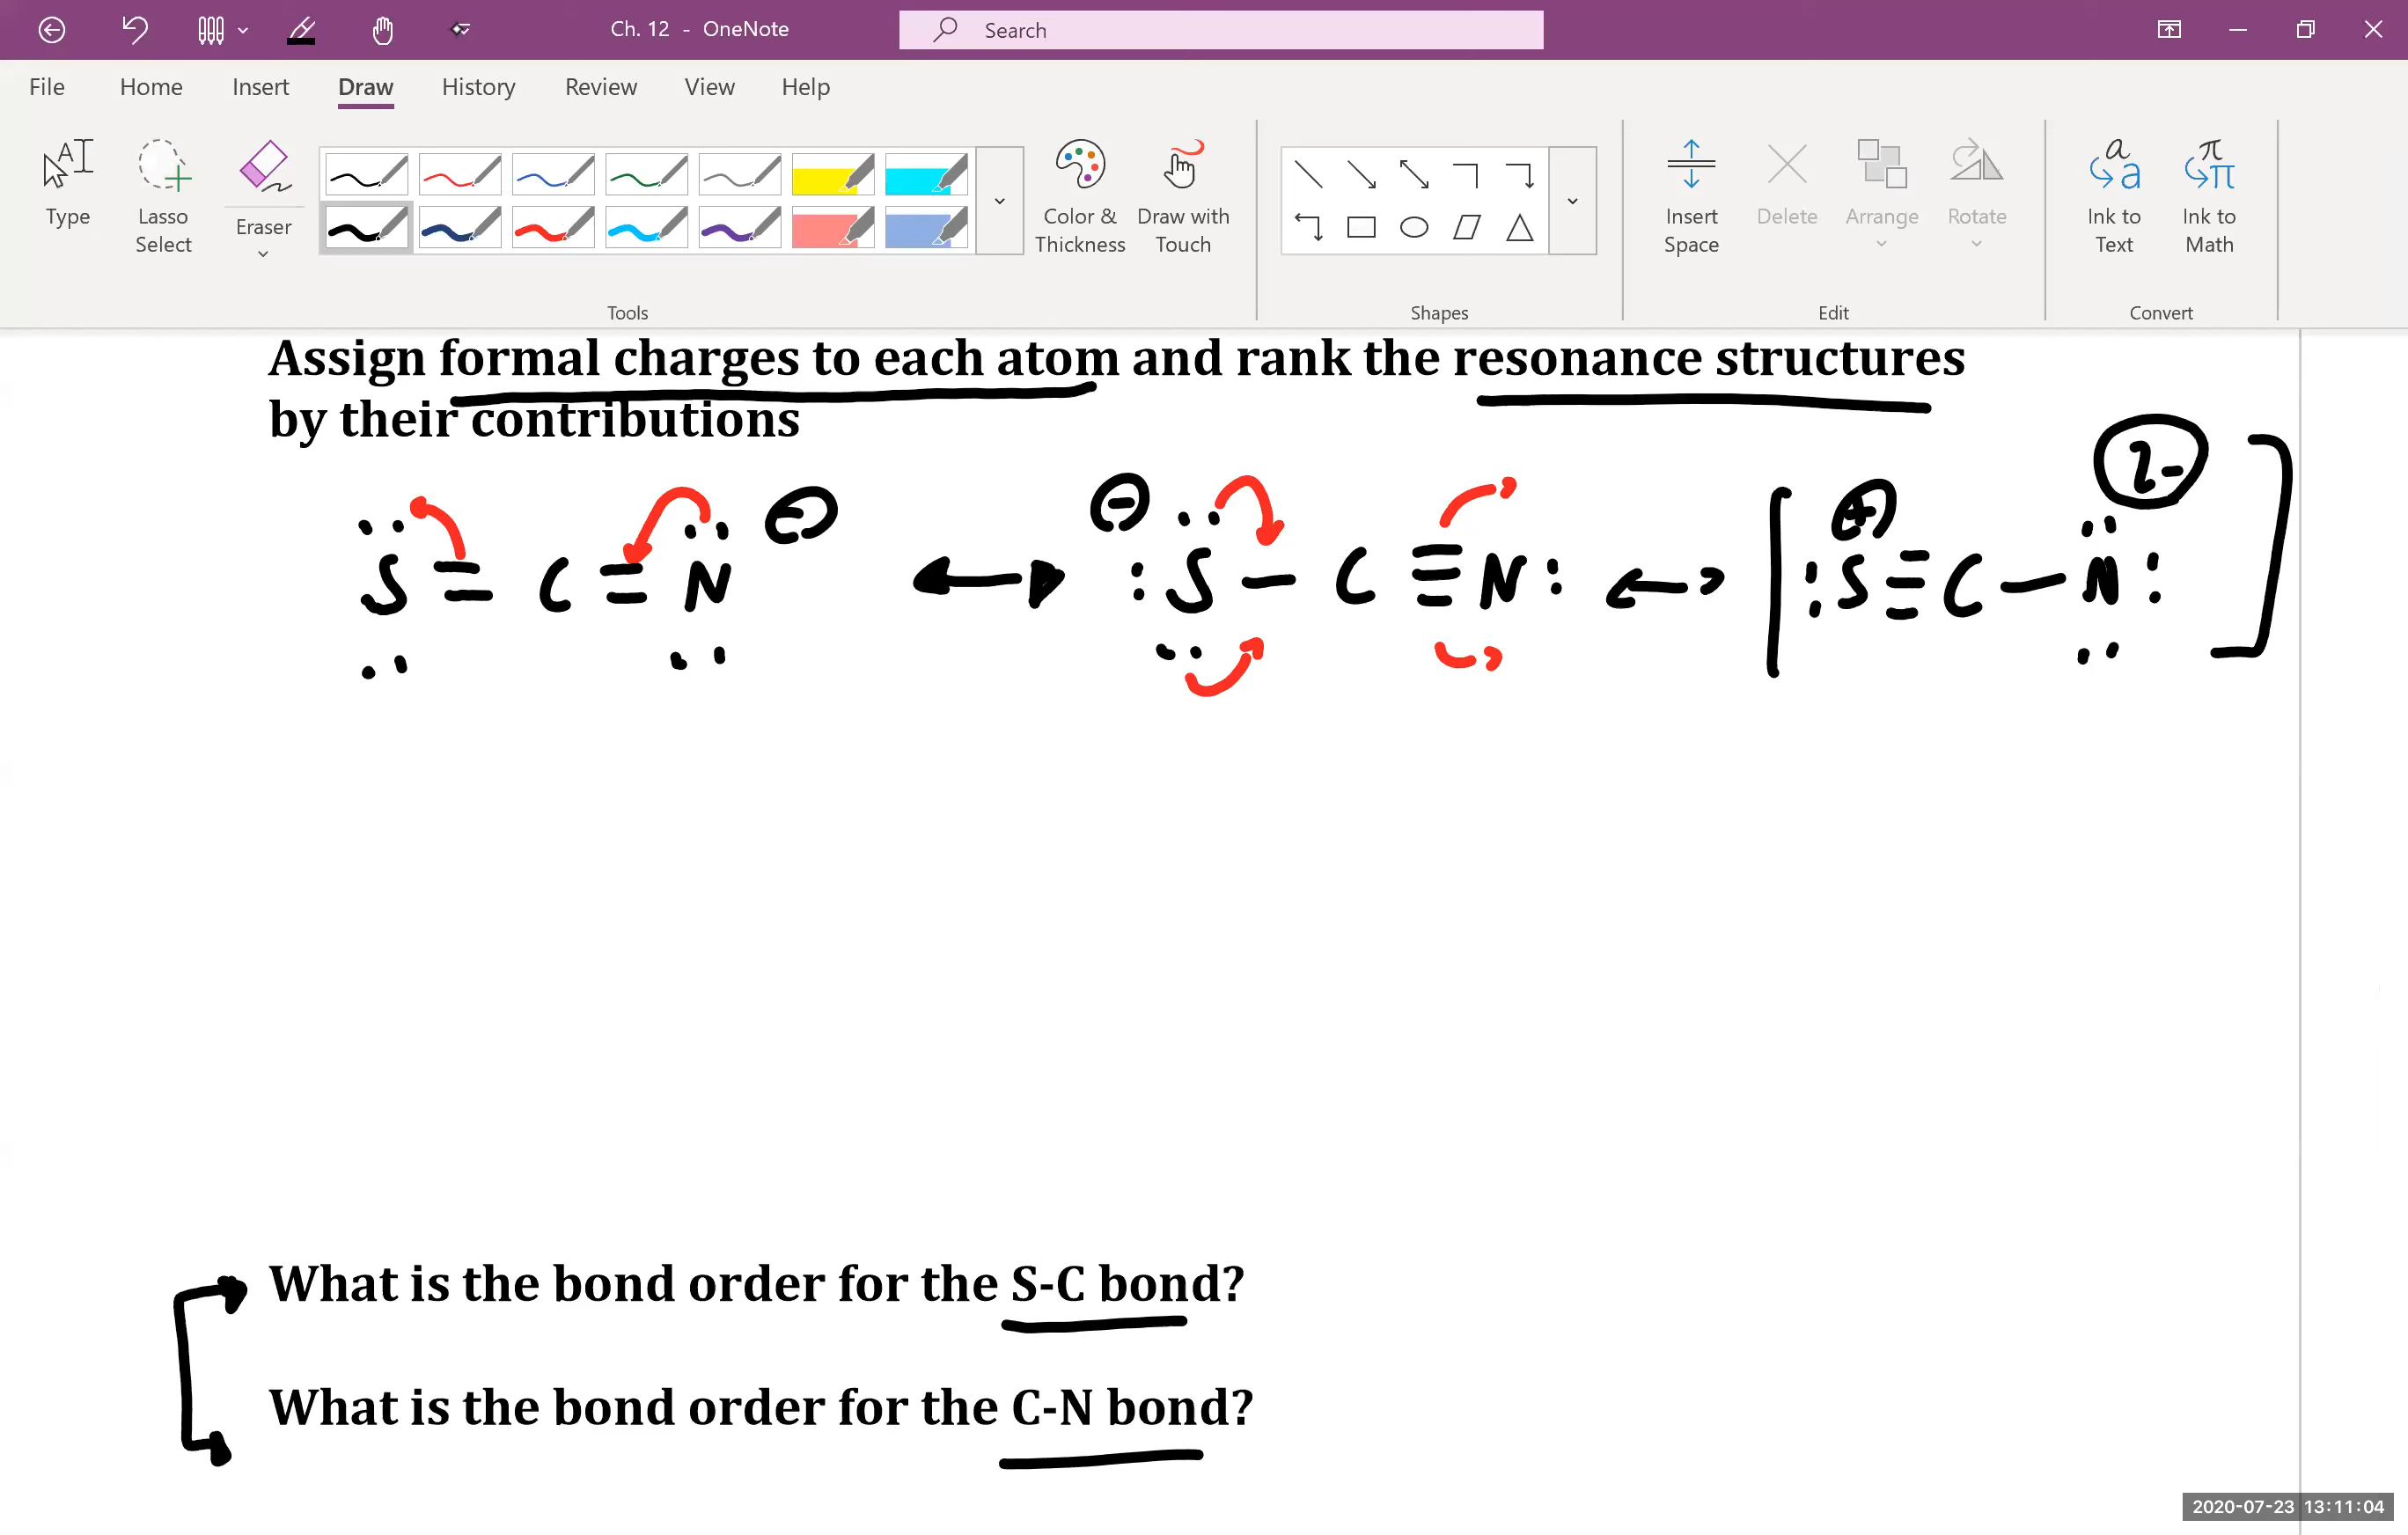 Ch. 12 - OneNote
Search
File Home Insert Draw History Review View Help
Type
Lasso Select
Eraser
Color & Thickness
Draw with Touch
Insert Space
Delete
Arrange
Rotate
a a
Ink to Text
π π
Ink to Math
Tools
Shapes
Edit
Convert
Assign formal charges to each atom and rank the resonance structures
by their contributions
S = C = N ⊖ ↔ ⊖ :S − C ≡ N: ↔ [ ⊕ :S ≡ C − N: 2- ]
What is the bond order for the S-C bond?
What is the bond order for the C-N bond?
2020-07-23 13:11:04